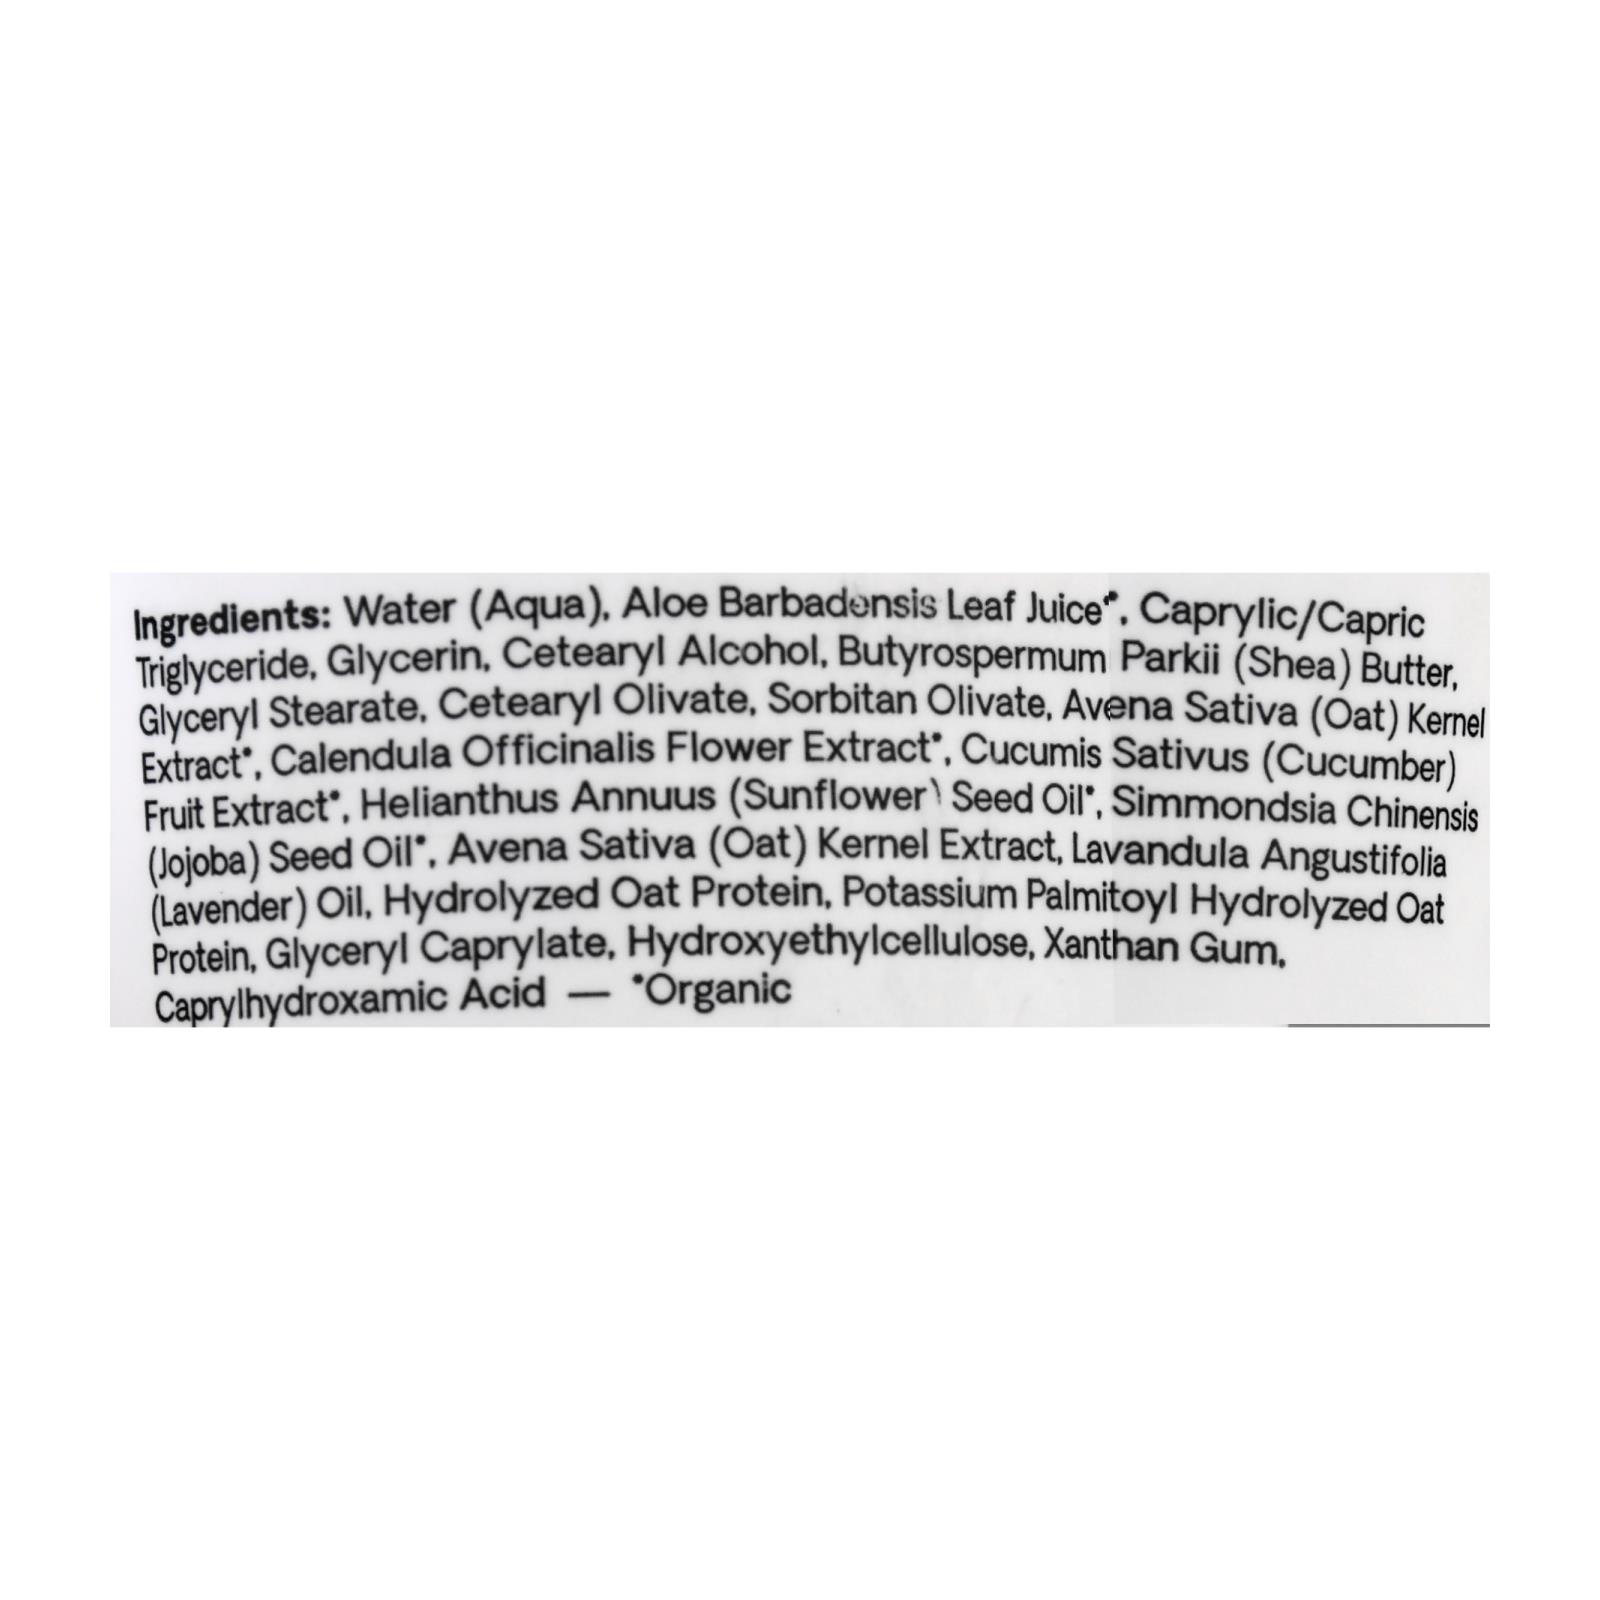 Ingredients: Water (Aqua), Aloe Barbadensis Leaf Juice*, Caprylic/Capric
Triglyceride, Glycerin, Cetearyl Alcohol, Butyrospermum Parkii (Shea) Butter,
Glyceryl Stearate, Cetearyl Olivate, Sorbitan Olivate, Avena Sativa (Oat) Kernel
Extract*, Calendula Officinalis Flower Extract*, Cucumis Sativus (Cucumber)
Fruit Extract*, Helianthus Annuus (Sunflower) Seed Oil*, Simmondsia Chinensis
(Jojoba) Seed Oil*, Avena Sativa (Oat) Kernel Extract, Lavandula Angustifolia
(Lavender) Oil, Hydrolyzed Oat Protein, Potassium Palmitoyl Hydrolyzed Oat
Protein, Glyceryl Caprylate, Hydroxyethylcellulose, Xanthan Gum,
Caprylhydroxamic Acid — *Organic